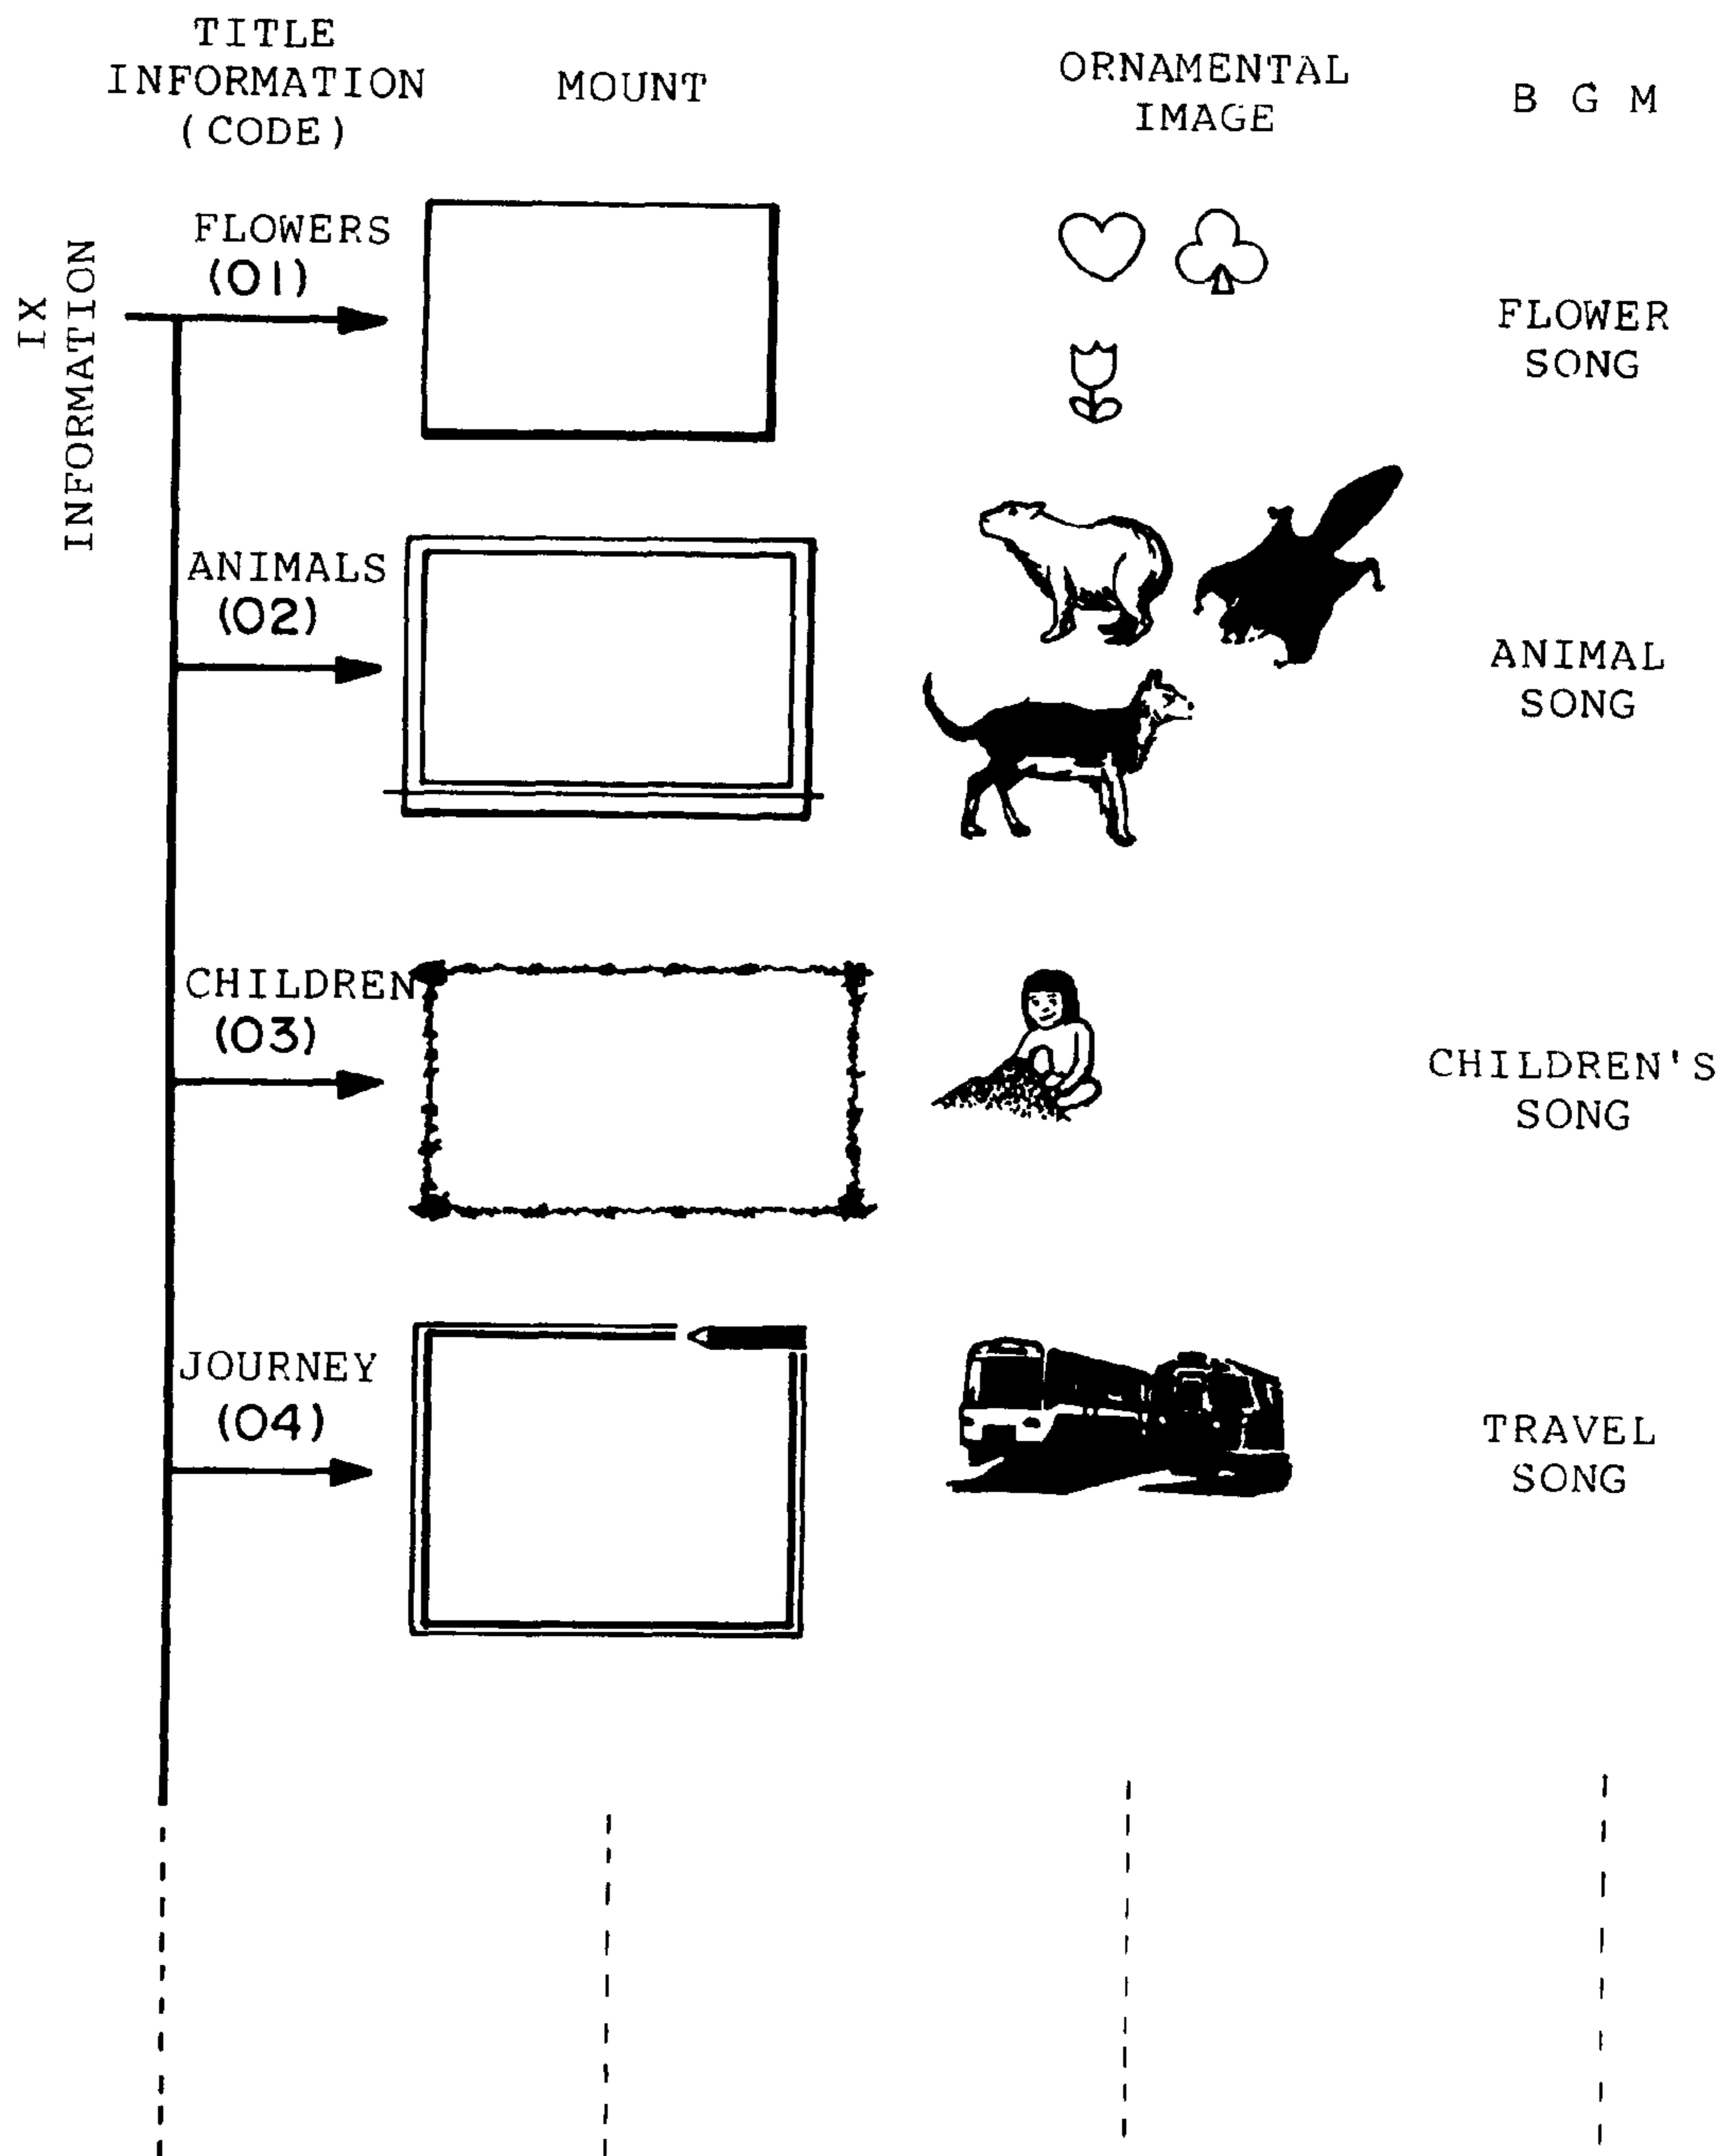 TITLE
INFORMATION
(CODE)
MOUNT
ORNAMENTAL
IMAGE
B G M
IX
INFORMATION
FLOWERS
(01)
FLOWER
SONG
ANIMALS
(02)
ANIMAL
SONG
CHILDREN
(03)
CHILDREN'S
SONG
JOURNEY
(04)
TRAVEL
SONG